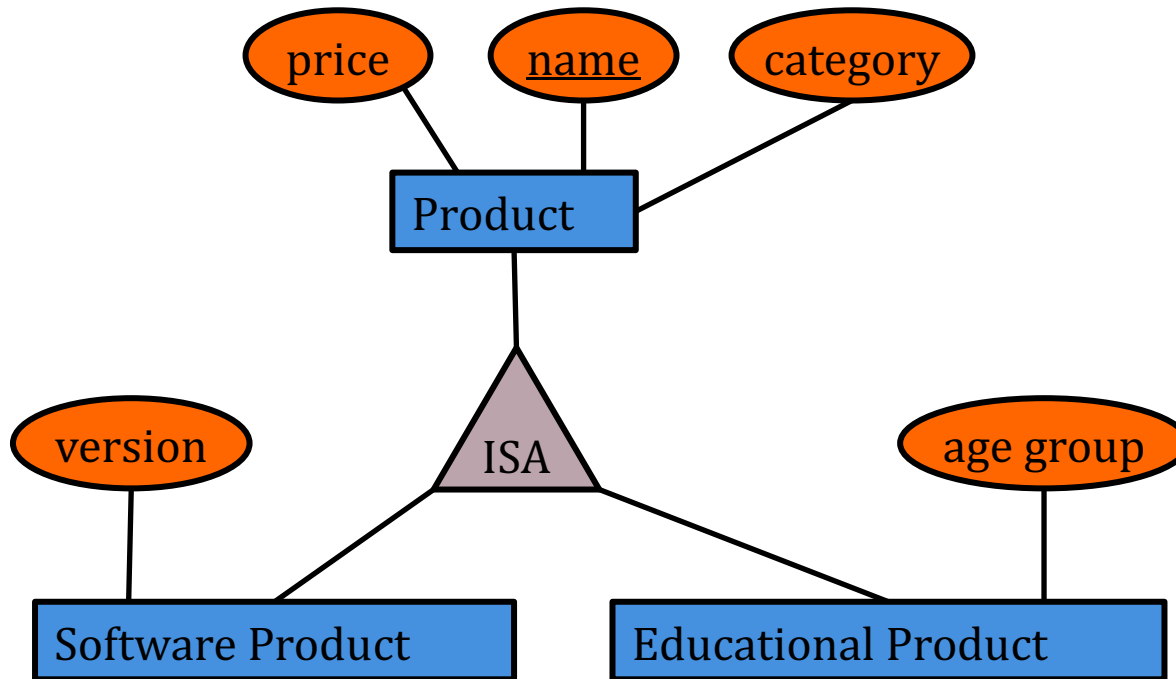 price
name
category
Product
version
ISA
age group
Software Product
Educational Product